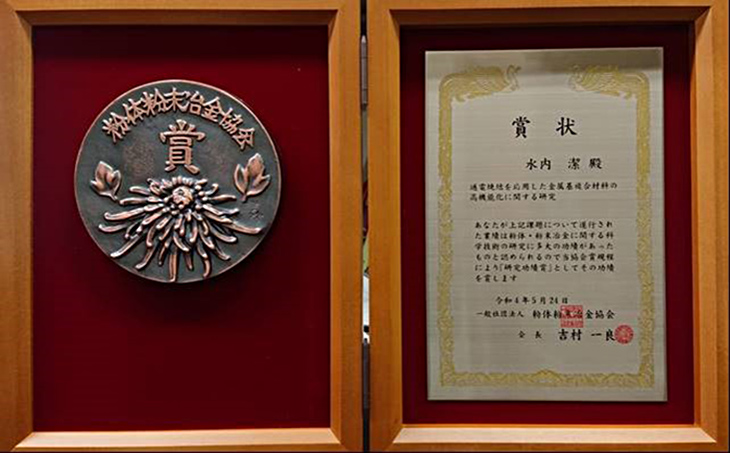 粉体粉末冶金協会
賞
賞状
水内 潔 殿
通電焼結を応用した金属基複合材料の
高機能化に関する研究
あなたが上記課題について遂行され
た業績は粉体・粉末冶金に関する科
学技術の研究に多大の功績があった
ものと認められるので当協会賞規程
により「研究功績賞」としてその功績
を賞します
令和4年5月24日
一般社団法人 粉体粉末冶金協会
会長 吉村 一良